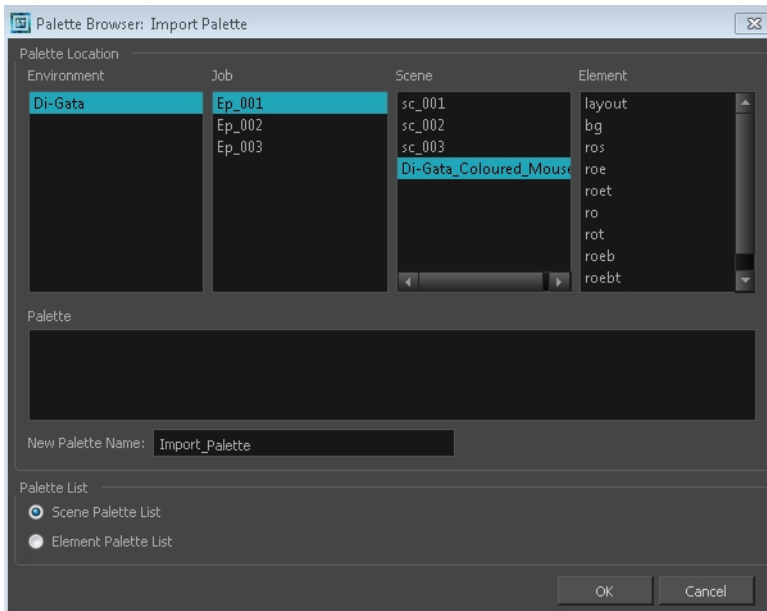 Palette Browser: Import Palette
Palette Location
Environment
Job
Scene
Element
Di-Gata
Ep_001
Ep_002
Ep_003
sc_001
sc_002
sc_003
Di-Gata_Coloured_Mouse
layout
bg
ros
roe
roet
ro
rot
roeb
roebt
Palette
New Palette Name: Import_Palette
Palette List
Scene Palette List
Element Palette List
OK
Cancel